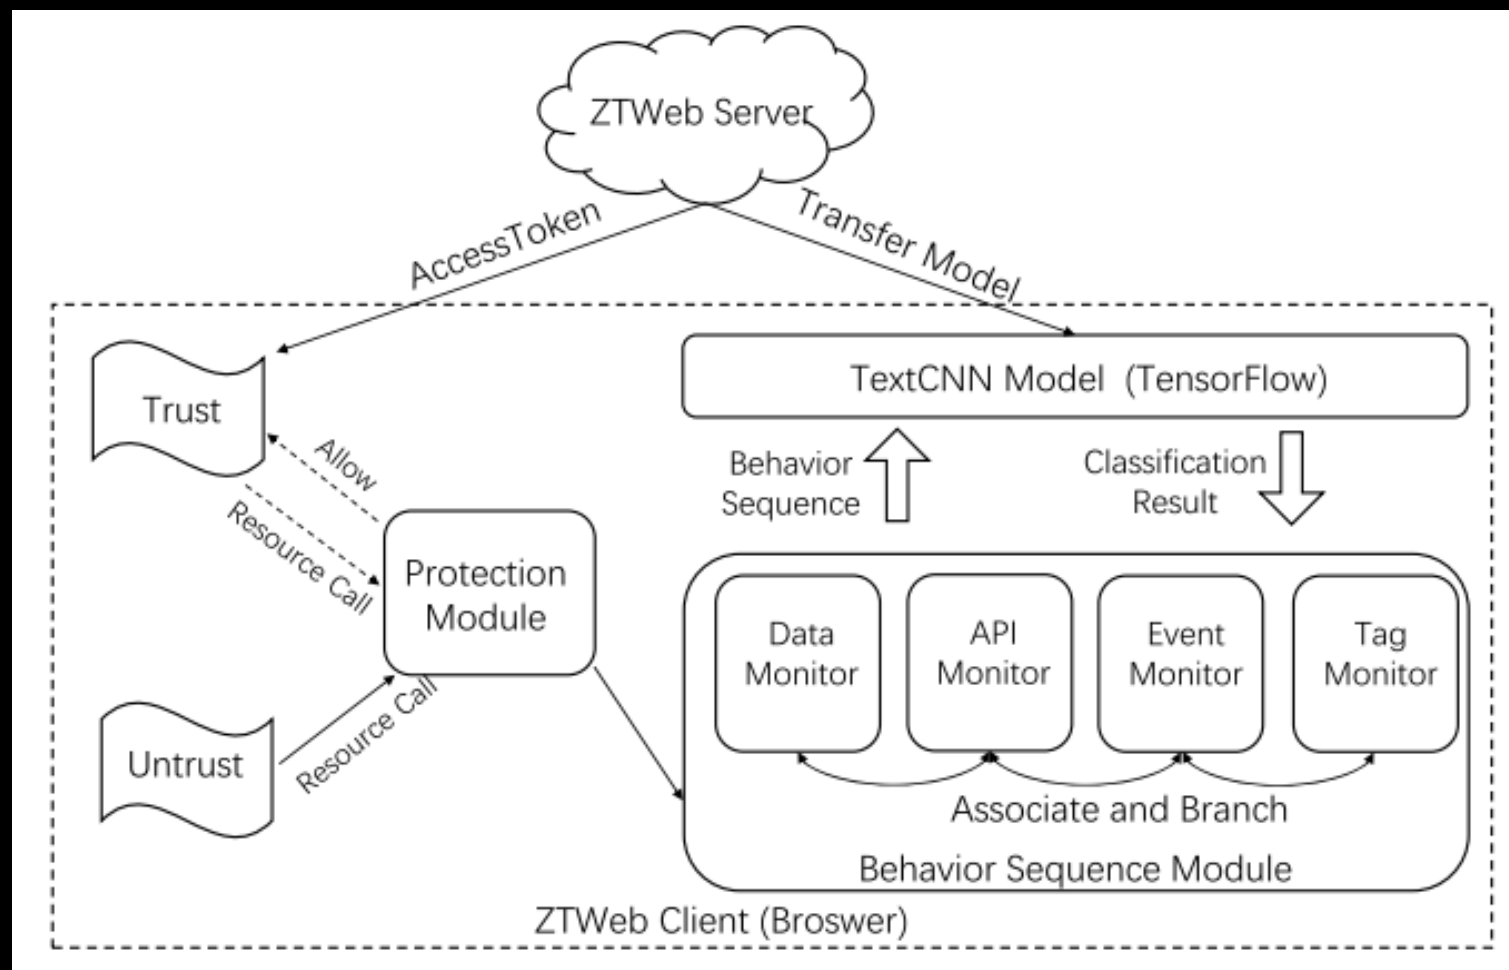 ZTWeb Server
AccessToken
Transfer Model
Trust
TextCNN Model (TensorFlow)
Allow
Resource Call
Behavior
Sequence
Classification
Result
Protection
Module
Data
Monitor
API
Monitor
Event
Monitor
Tag
Monitor
Untrust
Resource Call
Associate and Branch
Behavior Sequence Module
ZTWeb Client (Broswer)